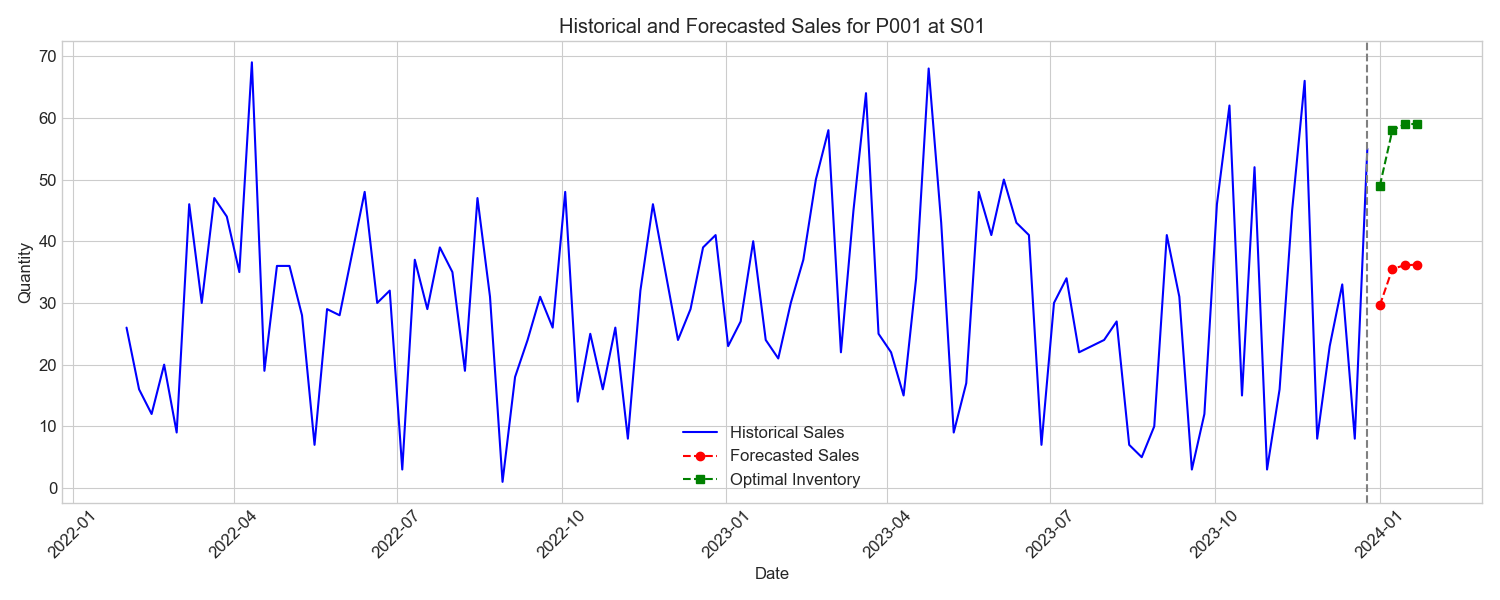 Historical and Forecasted Sales for P001 at S01
Quantity
70
60
50
40
30
20
10
0
Historical Sales
Forecasted Sales
Optimal Inventory
2022-01
2022-04
2022-07
2022-10
2023-01
2023-04
2023-07
2023-10
2024-01
Date